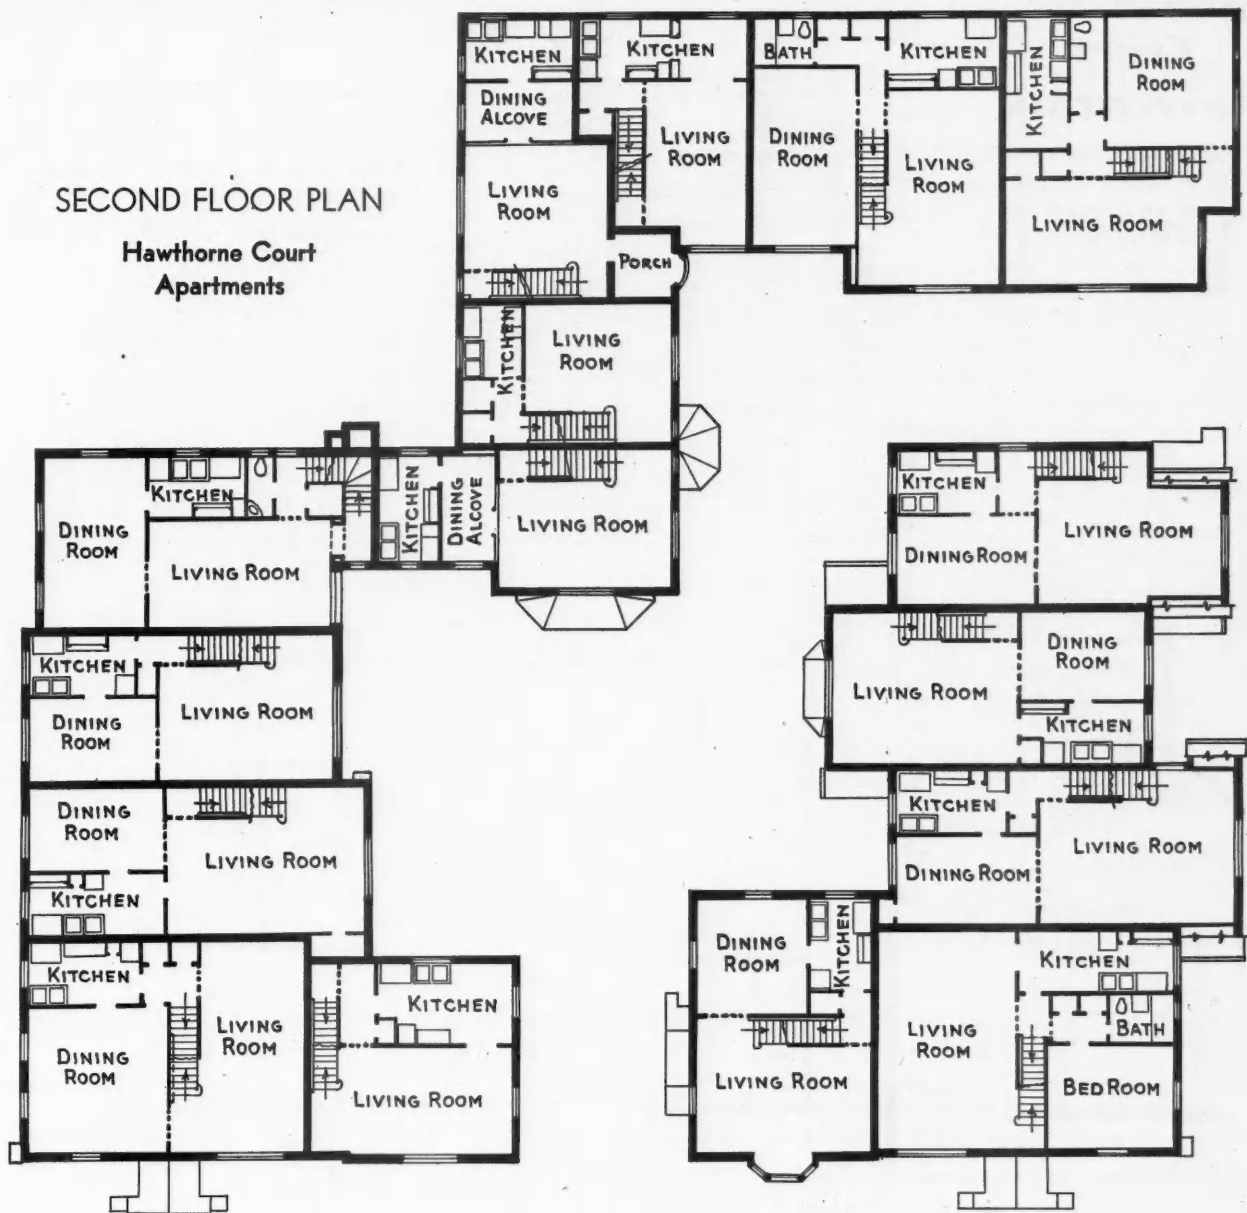 SECOND FLOOR PLAN
Hawthorne Court
Apartments
KITCHEN
DINING
ALCOVE
LIVING
ROOM
KITCHEN
LIVING
ROOM
PORCH
BATH
DINING
ROOM
KITCHEN
LIVING
ROOM
KITCHEN
DINING
ROOM
LIVING ROOM
KITCHEN
LIVING
ROOM
KITCHEN
DINING
ALCOVE
LIVING ROOM
DINING
ROOM
KITCHEN
LIVING ROOM
KITCHEN
DINING
ROOM
LIVING ROOM
DINING
ROOM
KITCHEN
LIVING ROOM
KITCHEN
DINING
ROOM
LIVING
ROOM
KITCHEN
LIVING ROOM
KITCHEN
DINING ROOM
LIVING ROOM
LIVING ROOM
DINING
ROOM
KITCHEN
KITCHEN
DINING ROOM
LIVING ROOM
DINING
ROOM
KITCHEN
LIVING ROOM
LIVING
ROOM
KITCHEN
BATH
BED ROOM